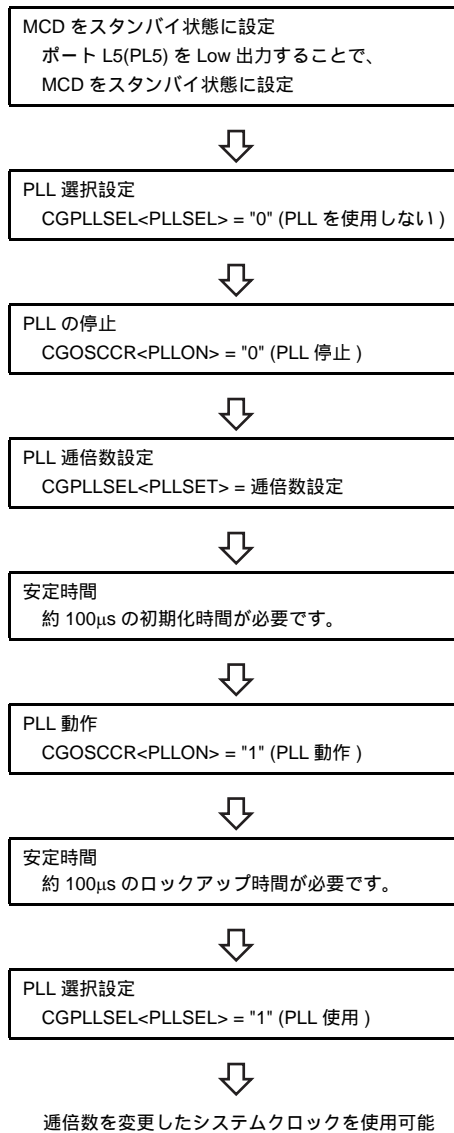 MCD をスタンバイ状態に設定
ポート L5(PL5) を Low 出力することで、
MCD をスタンバイ状態に設定
PLL 選択設定
CGPLLSEL<PLLSEL> = "0" (PLL を使用しない )
PLL の停止
CGOSCCR<PLLON> = "0" (PLL 停止 )
PLL 逓倍数設定
CGPLLSEL<PLLSET> = 逓倍数設定
安定時間
約 100μs の初期化時間が必要です。
PLL 動作
CGOSCCR<PLLON> = "1" (PLL 動作 )
安定時間
約 100μs のロックアップ時間が必要です。
PLL 選択設定
CGPLLSEL<PLLSEL> = "1" (PLL 使用 )
逓倍数を変更したシステムクロックを使用可能